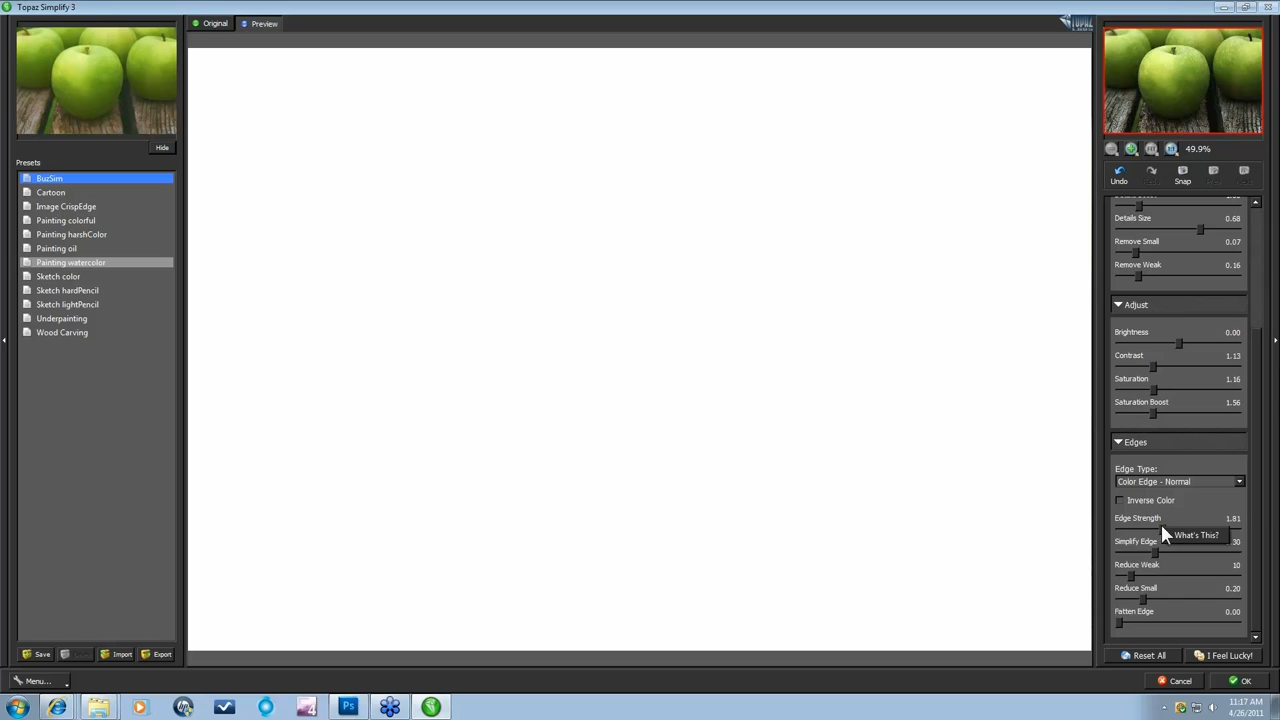 Topaz Simplify 3
Original
Preview
TOPAZ
Hide
Presets
BuzSim
Cartoon
Image CrispEdge
Painting colorful
Painting harshColor
Painting oil
Painting watercolor
Sketch color
Sketch hardPencil
Sketch lightPencil
Underpainting
Wood Carving
Save
Import
Export
Menu...
49.9%
Undo
Snap
Details Size 0.68
Remove Small 0.07
Remove Weak 0.16
Adjust
Brightness 0.00
Contrast 1.13
Saturation 1.16
Saturation Boost 1.56
Edges
Edge Type:
Color Edge - Normal
Inverse Color
Edge Strength 1.81
What's This?
Simplify Edge 30
Reduce Weak 10
Reduce Small 0.20
Fatten Edge 0.00
Reset All
I Feel Lucky!
Cancel
OK
Ps
4
11:17 AM
4/26/2011